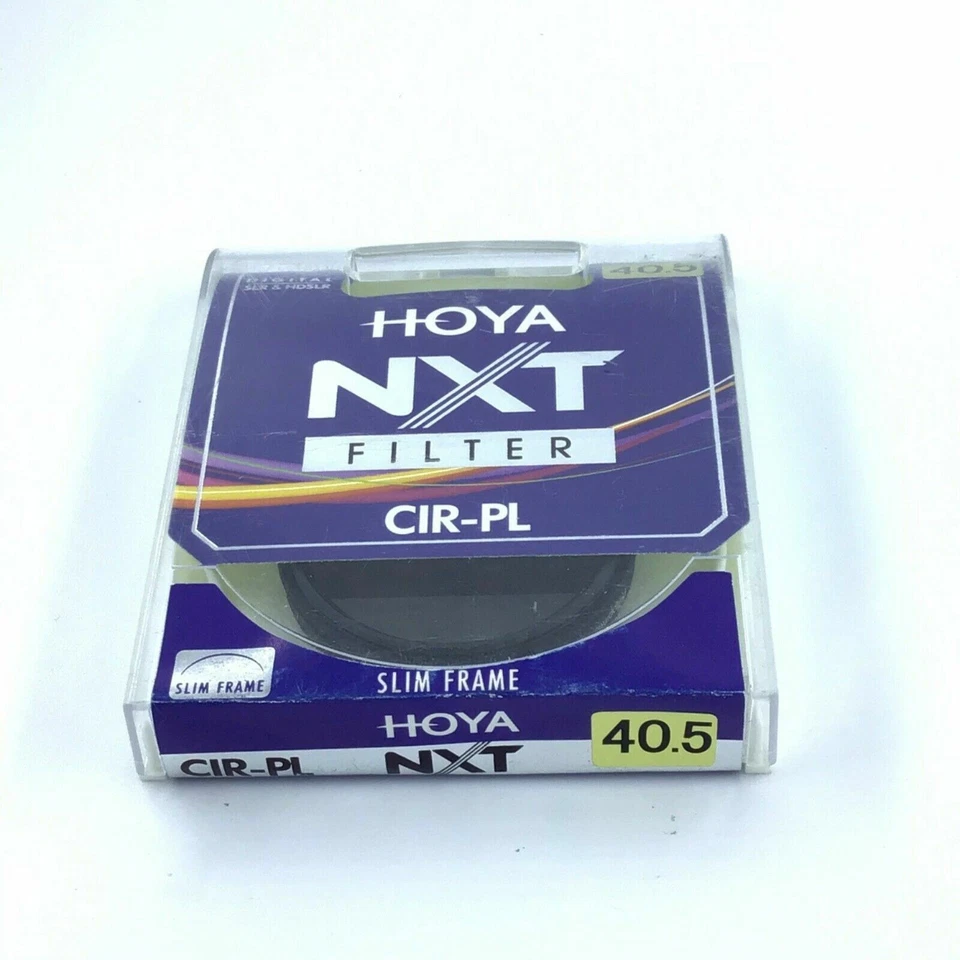 DIGITAL
SLR & HDSLR
40.5
HOYA
NXT
FILTER
CIR-PL
SLIM FRAME
SLIM FRAME
HOYA
CIR-PL
NXT
40.5